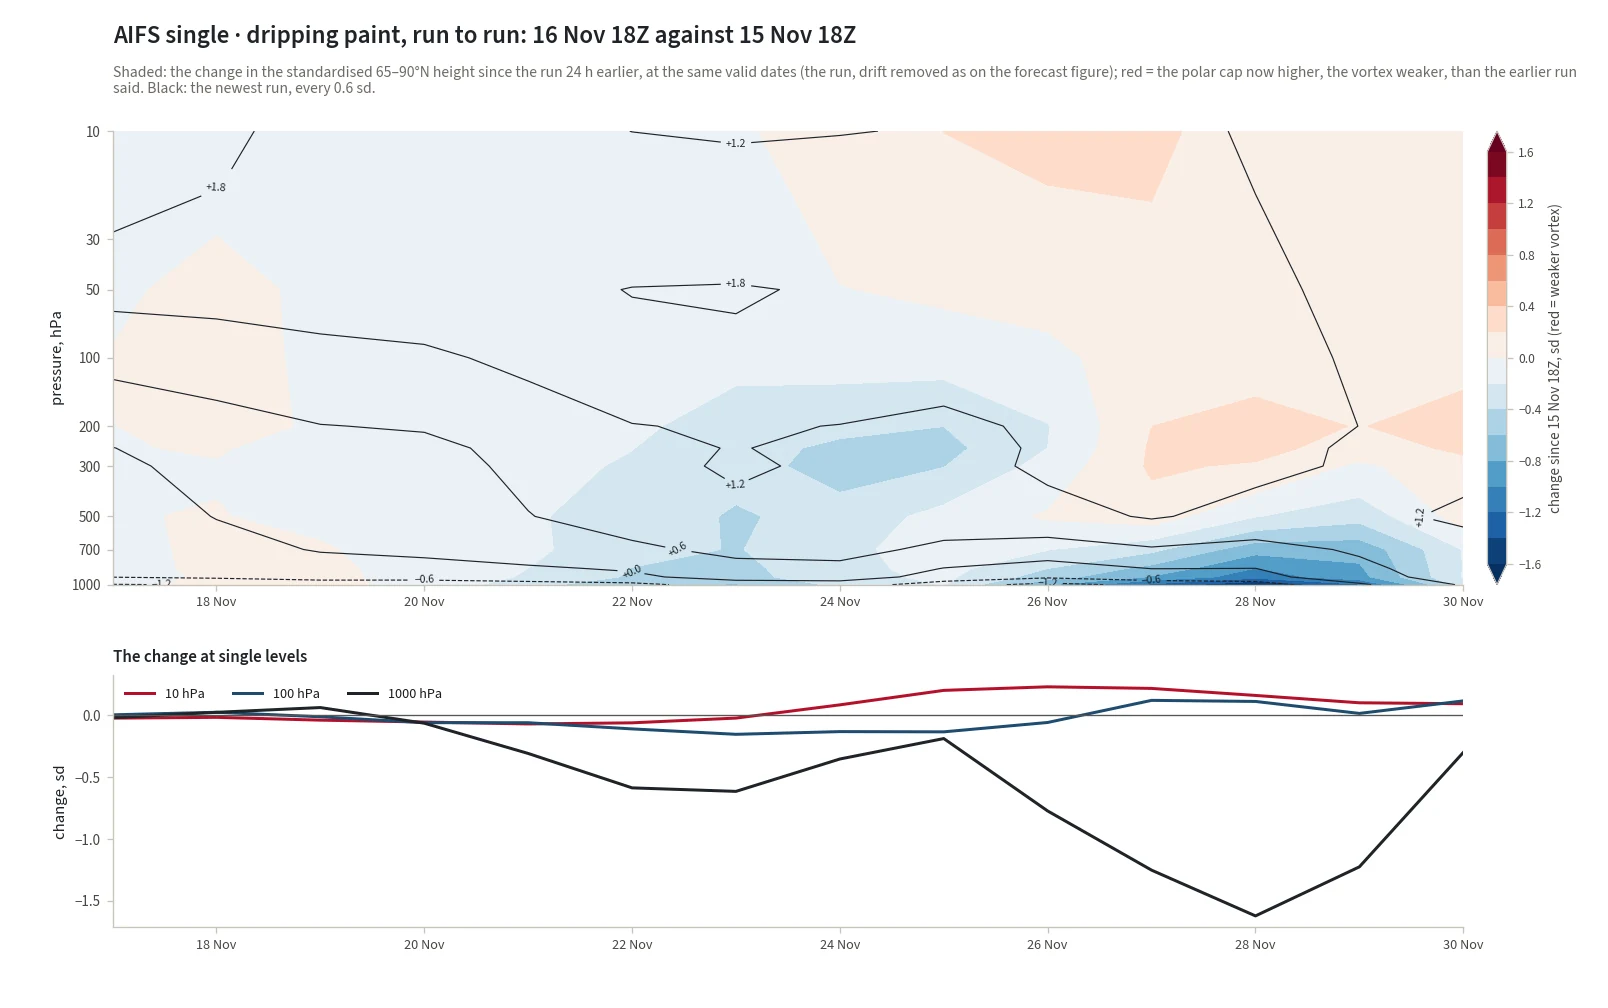 AIFS single · dripping paint, run to run: 16 Nov 18Z against 15 Nov 18Z
Shaded: the change in the standardised 65–90°N height since the run 24 h earlier, at the same valid dates (the run, drift removed as on the forecast figure); red = the polar cap now higher, the vortex weaker, than the earlier run
said. Black: the newest run, every 0.6 sd.
pressure, hPa
10
30
50
100
200
300
500
700
1000
+1.2
+1.8
+1.8
+1.2
+1.2
+0.6
+0.0
−0.6
−1.2
−1.2
−0.6
18 Nov
20 Nov
22 Nov
24 Nov
26 Nov
28 Nov
30 Nov
1.6
1.2
0.8
0.4
0.0
−0.4
−0.8
−1.2
−1.6
change since 15 Nov 18Z, sd (red = weaker vortex)
The change at single levels
10 hPa
100 hPa
1000 hPa
change, sd
0.0
−0.5
−1.0
−1.5
18 Nov
20 Nov
22 Nov
24 Nov
26 Nov
28 Nov
30 Nov